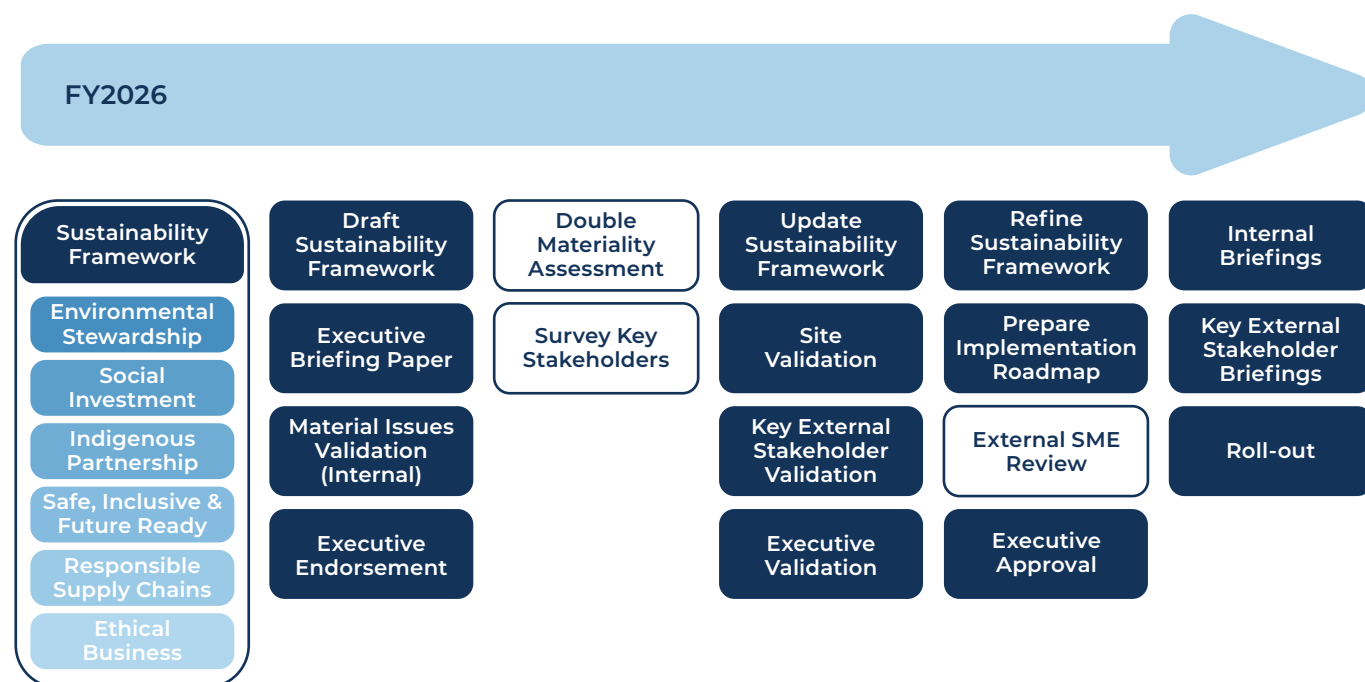 FY2026
Sustainability
Framework
Environmental
Stewardship
Social
Investment
Indigenous
Partnership
Safe, Inclusive &
Future Ready
Responsible
Supply Chains
Ethical
Business
Draft
Sustainability
Framework
Executive
Briefing Paper
Material Issues
Validation
(Internal)
Executive
Endorsement
Double
Materiality
Assessment
Survey Key
Stakeholders
Update
Sustainability
Framework
Site
Validation
Key External
Stakeholder
Validation
Executive
Validation
Refine
Sustainability
Framework
Prepare
Implementation
Roadmap
External SME
Review
Executive
Approval
Internal
Briefings
Key External
Stakeholder
Briefings
Roll-out